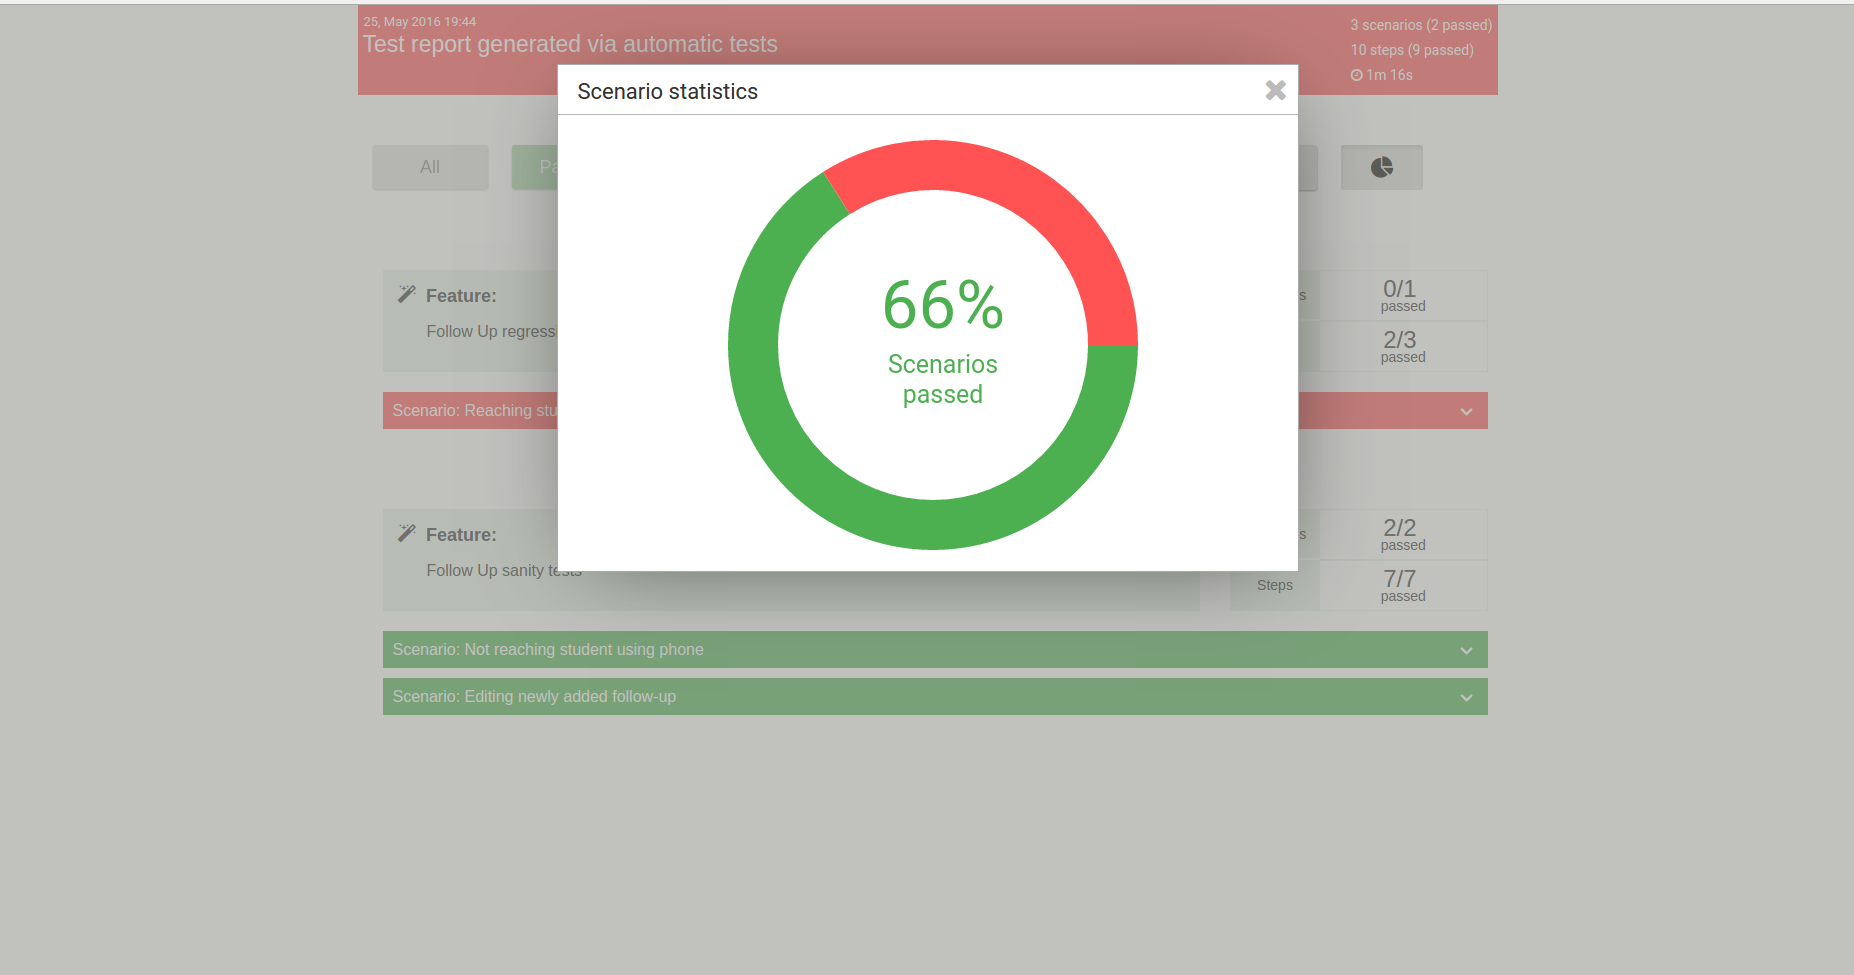 25, May 2016 19:44
Test report generated via automatic tests
3 scenarios (2 passed)
10 steps (9 passed)
1m 16s
Scenario statistics
All
66%
Scenarios
passed
Feature:
Follow Up
0/1
passed
2/3
passed
Scenario: Reaching
Feature:
Follow Up sanity tests
2/2
passed
Steps
7/7
passed
Scenario: Not reaching student using phone
Scenario: Editing newly added follow-up